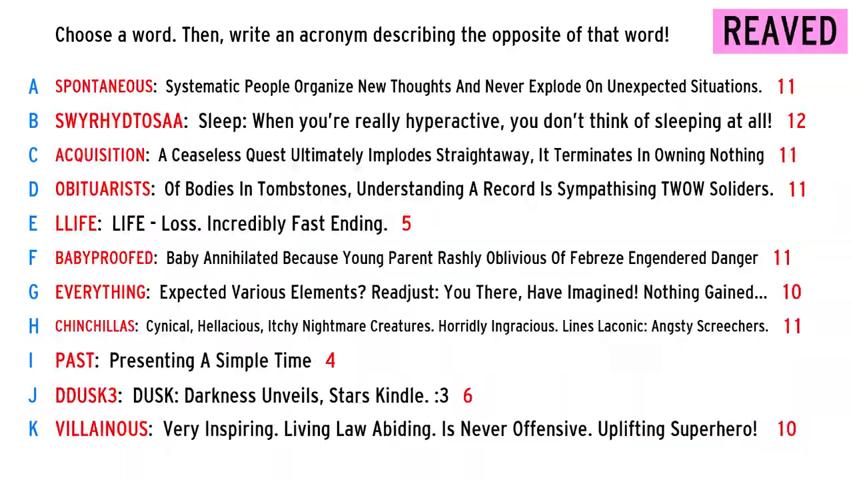 Choose a word. Then, write an acronym describing the opposite of that word!
REAVED
A SPONTANEOUS: Systematic People Organize New Thoughts And Never Explode On Unexpected Situations. 11
B SWYRHYDTOSAA: Sleep: When you're really hyperactive, you don't think of sleeping at all! 12
C ACQUISITION: A Ceaseless Quest Ultimately Implodes Straightaway, It Terminates In Owning Nothing 11
D OBITUARISTS: Of Bodies In Tombstones, Understanding A Record Is Sympathising TWOW Soliders. 11
E LLIFE: LIFE - Loss. Incredibly Fast Ending. 5
F BABYPROOFED: Baby Annihilated Because Young Parent Rashly Oblivious Of Febreze Engendered Danger 11
G EVERYTHING: Expected Various Elements? Readjust: You There, Have Imagined! Nothing Gained... 10
H CHINCHILLAS: Cynical, Hellacious, Itchy Nightmare Creatures. Horridly Ingracious. Lines Laconic: Angsty Screechers. 11
I PAST: Presenting A Simple Time 4
J DDUSK3: DUSK: Darkness Unveils, Stars Kindle. :3 6
K VILLAINOUS: Very Inspiring. Living Law Abiding. Is Never Offensive. Uplifting Superhero! 10